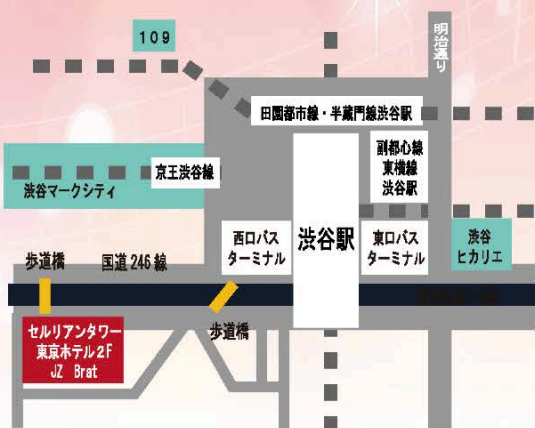 109
明治通り
田園都市線・半蔵門線渋谷駅
副都心線
東横線
渋谷駅
京王渋谷線
渋谷マークシティ
西口バス
ターミナル
渋谷駅
東口バス
ターミナル
渋谷
ヒカリエ
歩道橋
国道246線
歩道橋
セルリアンタワー
東京ホテル2F
JZ Brat